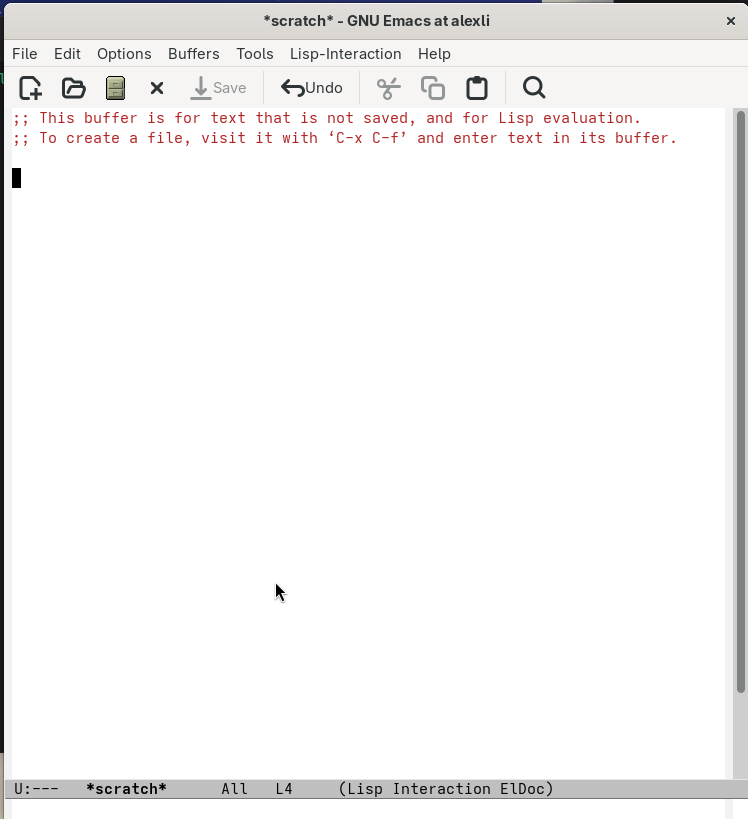 *scratch* - GNU Emacs at alexli
File Edit Options Buffers Tools Lisp-Interaction Help
Save Undo
;; This buffer is for text that is not saved, and for Lisp evaluation.
;; To create a file, visit it with ‘C-x C-f’ and enter text in its buffer.
U:--- *scratch* All L4 (Lisp Interaction ElDoc)